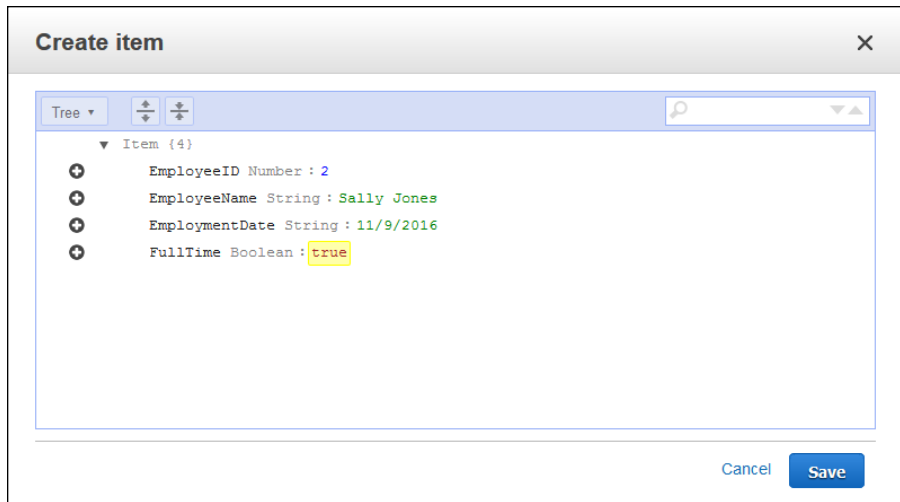 Create item
Tree
Item {4}
EmployeeID Number : 2
EmployeeName String : Sally Jones
EmploymentDate String : 11/9/2016
FullTime Boolean : true
Cancel Save